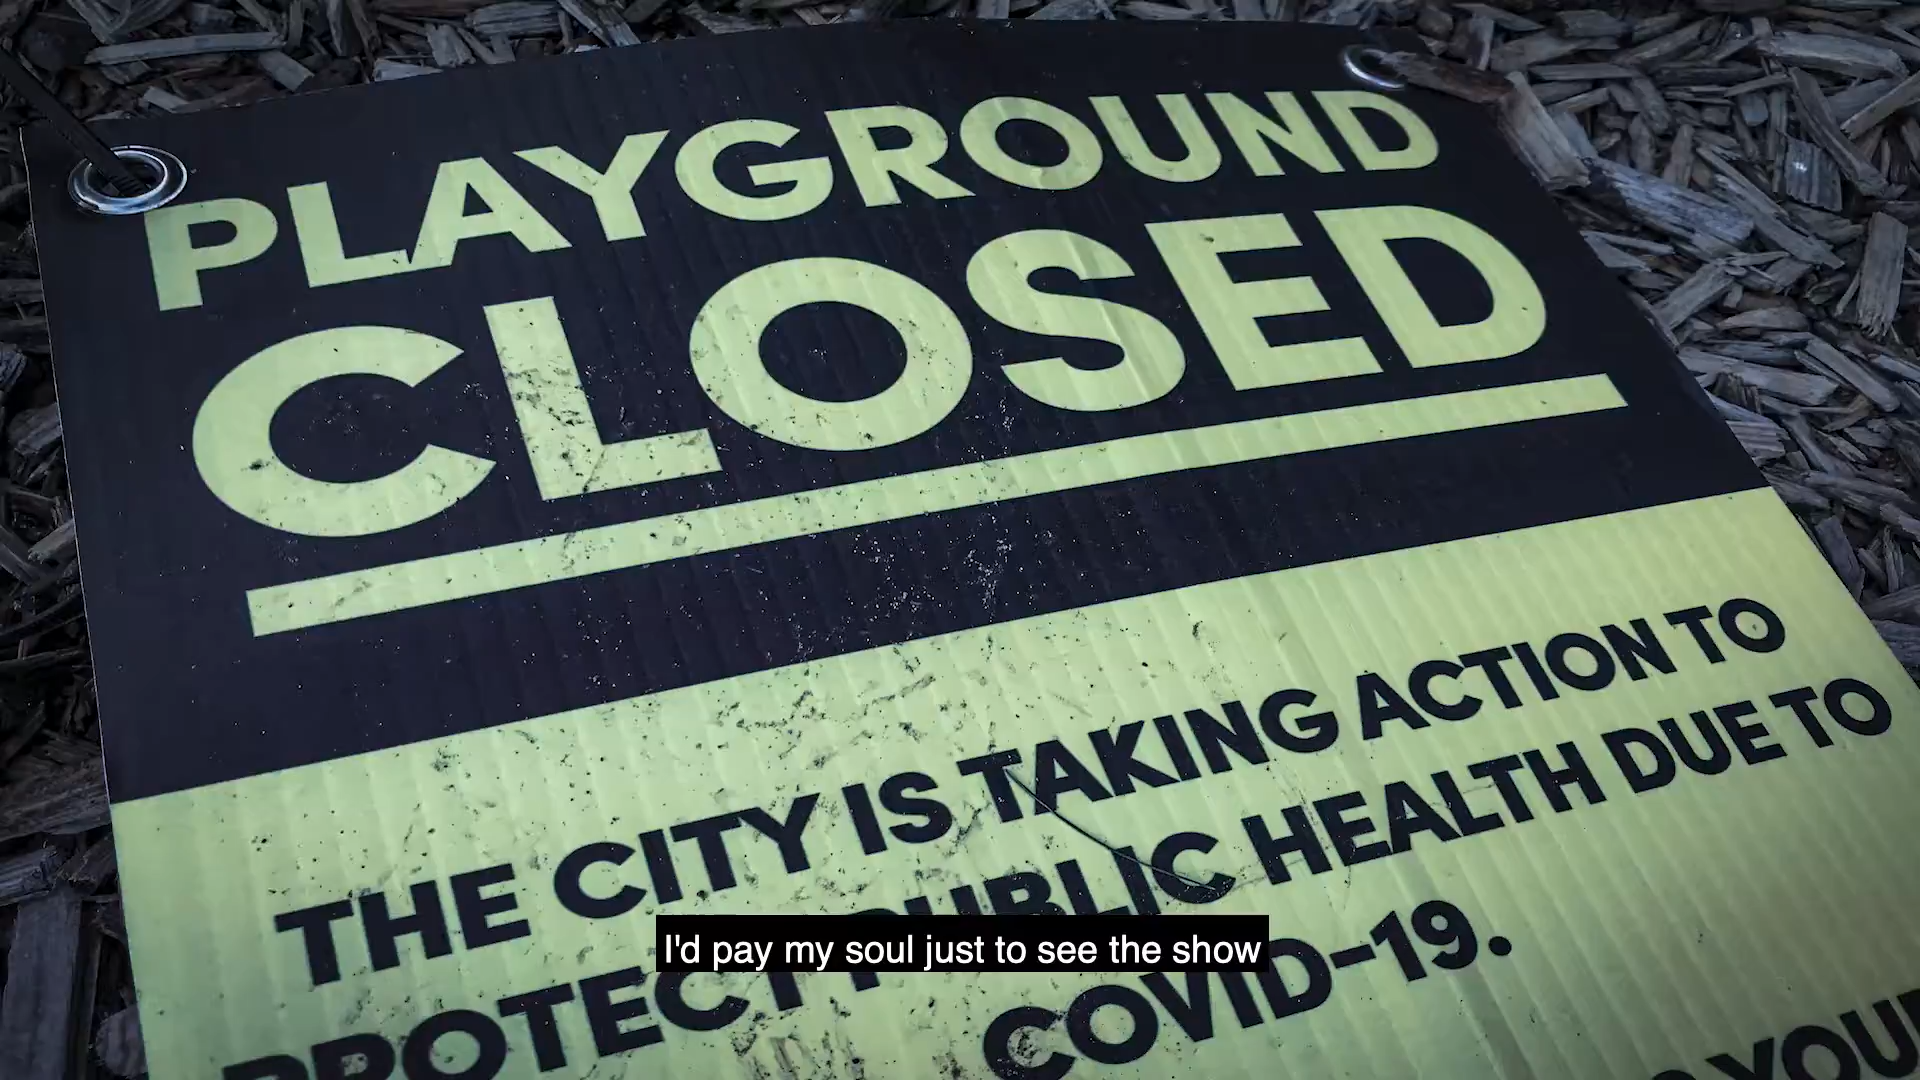 PLAYGROUND
CLOSED
THE CITY IS TAKING ACTION TO
PROTECT PUBLIC HEALTH DUE TO
COVID-19.
YOUR
I'd pay my soul just to see the show